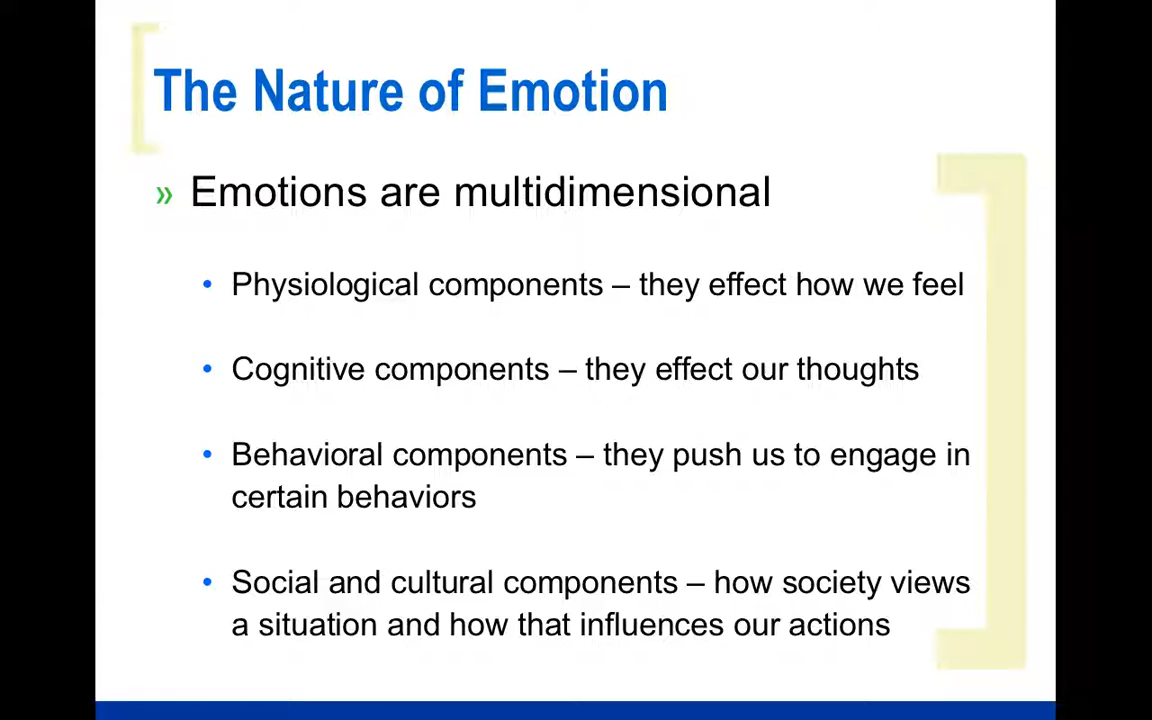 The Nature of Emotion
» Emotions are multidimensional
• Physiological components – they effect how we feel
• Cognitive components – they effect our thoughts
• Behavioral components – they push us to engage in
certain behaviors
• Social and cultural components – how society views
a situation and how that influences our actions